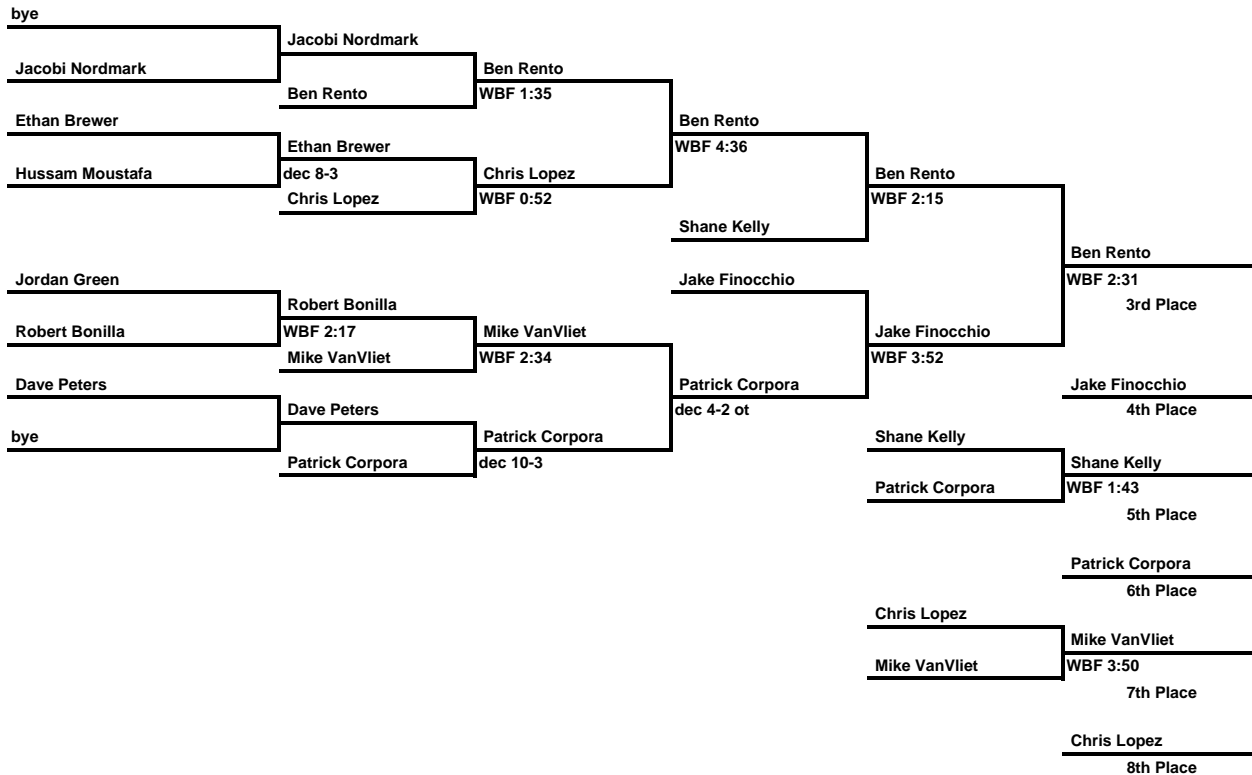 bye
Jacobi Nordmark
Jacobi Nordmark
Ben Rento
Ben Rento
WBF 1:35
Ethan Brewer
Ben Rento
Ethan Brewer
WBF 4:36
Hussam Moustafa
dec 8-3
Chris Lopez
Ben Rento
Chris Lopez
WBF 0:52
WBF 2:15
Shane Kelly
Ben Rento
Jordan Green
Jake Finocchio
WBF 2:31
Robert Bonilla
3rd Place
Robert Bonilla
WBF 2:17
Mike VanVliet
Jake Finocchio
Mike VanVliet
WBF 2:34
WBF 3:52
Dave Peters
Patrick Corpora
Jake Finocchio
Dave Peters
dec 4-2 ot
4th Place
bye
Patrick Corpora
Shane Kelly
Patrick Corpora
dec 10-3
Shane Kelly
Patrick Corpora
WBF 1:43
5th Place
Patrick Corpora
6th Place
Chris Lopez
Mike VanVliet
Mike VanVliet
WBF 3:50
7th Place
Chris Lopez
8th Place